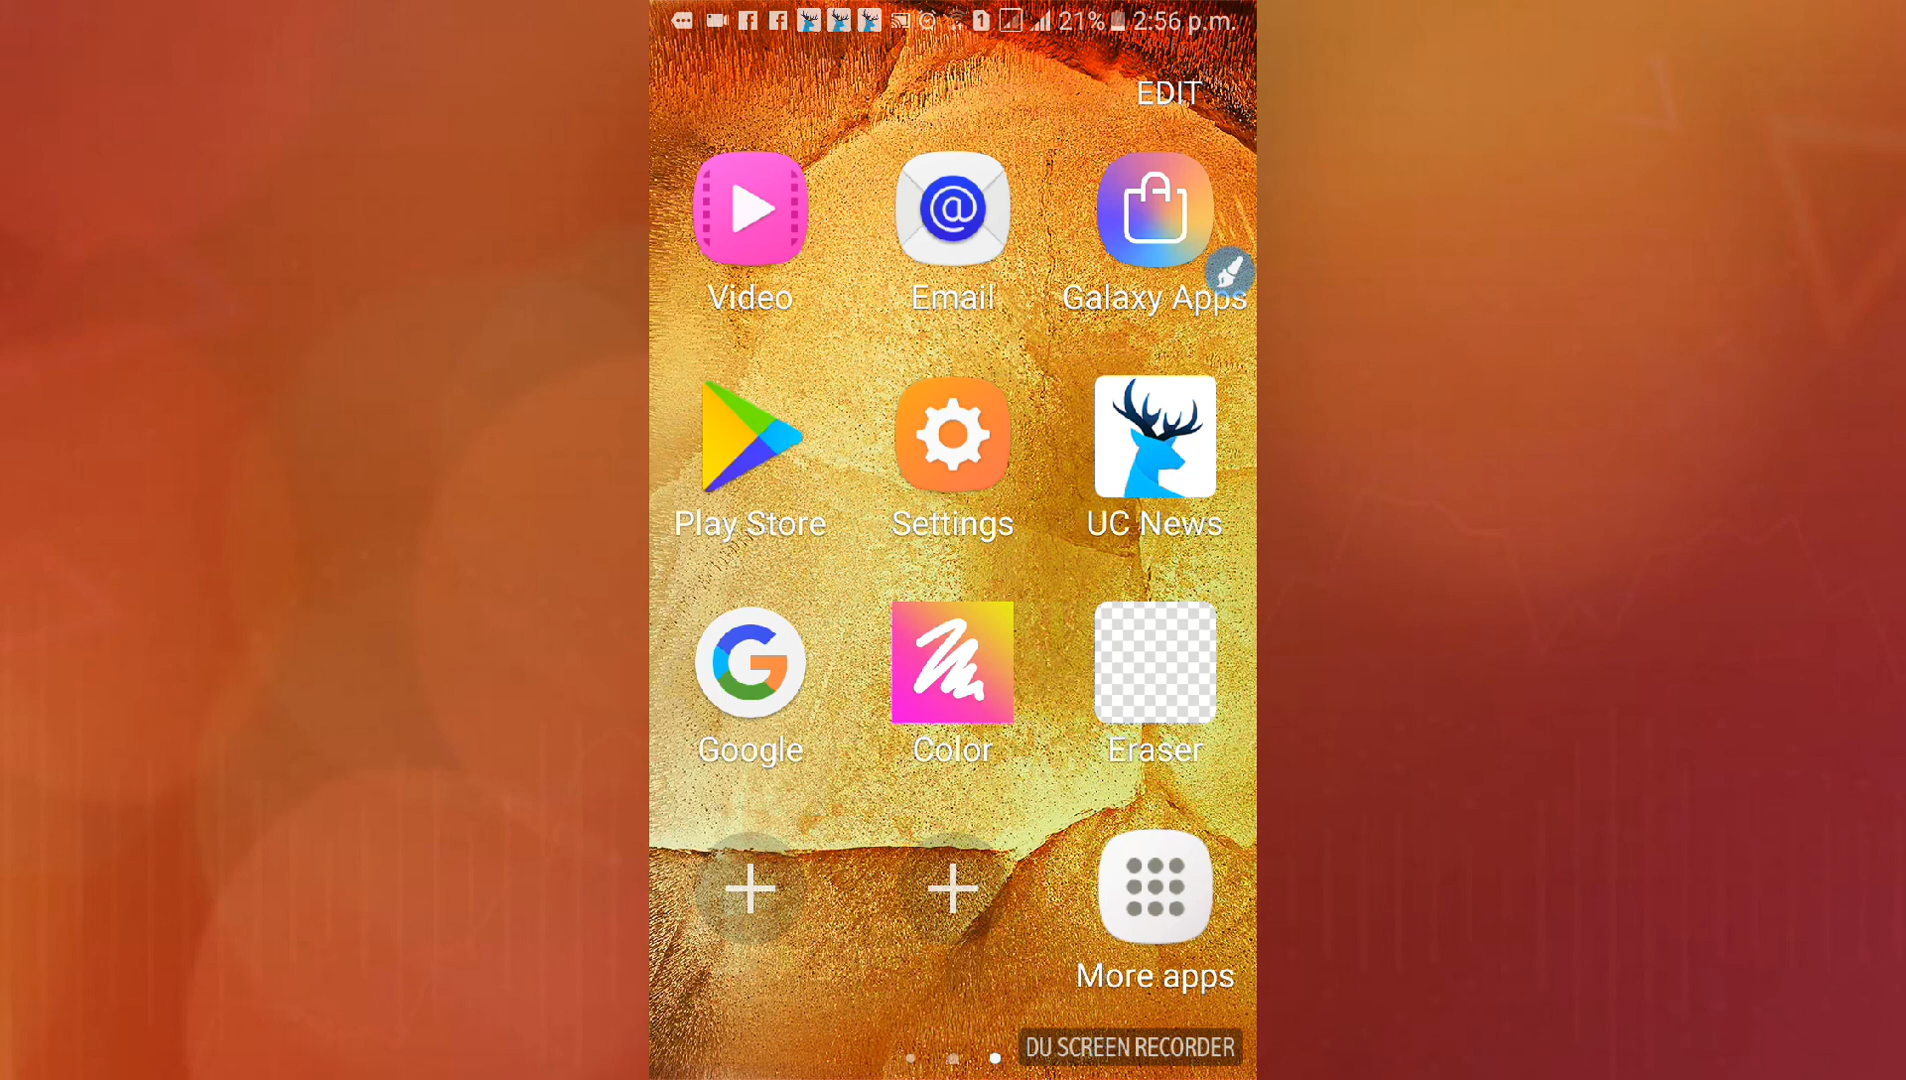 1 21% 2:56 p.m.
EDIT
Video Email Galaxy Apps
Play Store Settings UC News
Google Color Eraser
More apps
DU SCREEN RECORDER